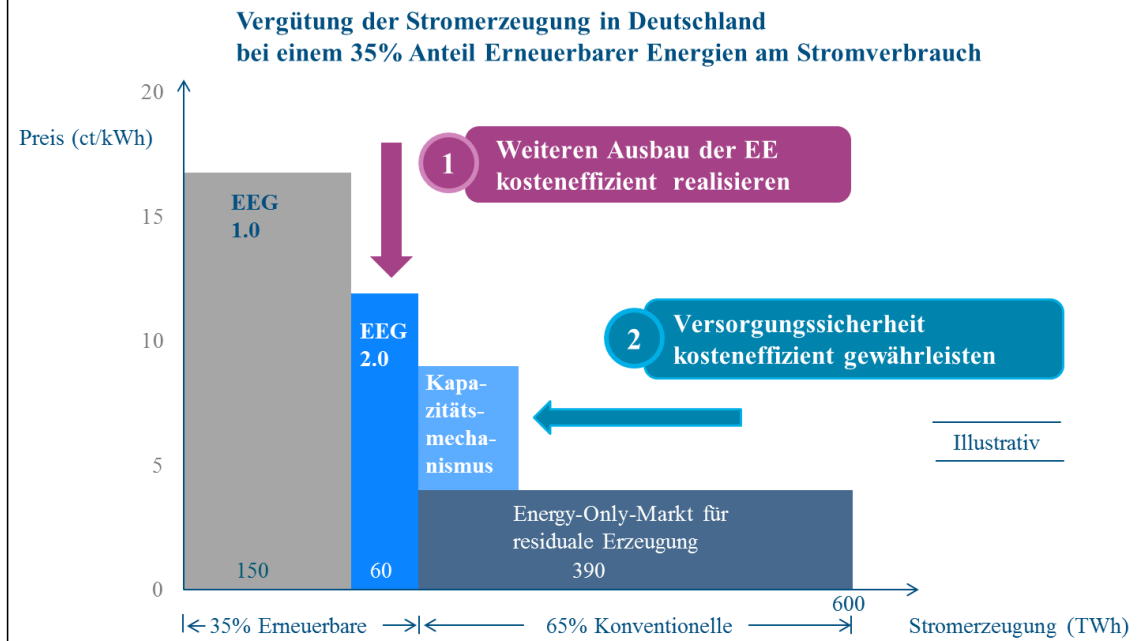 Vergütung der Stromerzeugung in Deutschland
bei einem 35% Anteil Erneuerbarer Energien am Stromverbrauch
20
Preis (ct/kWh)
1
Weiteren Ausbau der EE
kosteneffizient realisieren
15
EEG
1.0
2
Versorgungssicherheit
kosteneffizient gewährleisten
10
EEG
2.0
Kapa-
zitäts-
mecha-
nismus
Illustrativ
5
Energy-Only-Markt für
residuale Erzeugung
150
60
390
0
600
35% Erneuerbare
65% Konventionelle
Stromerzeugung (TWh)